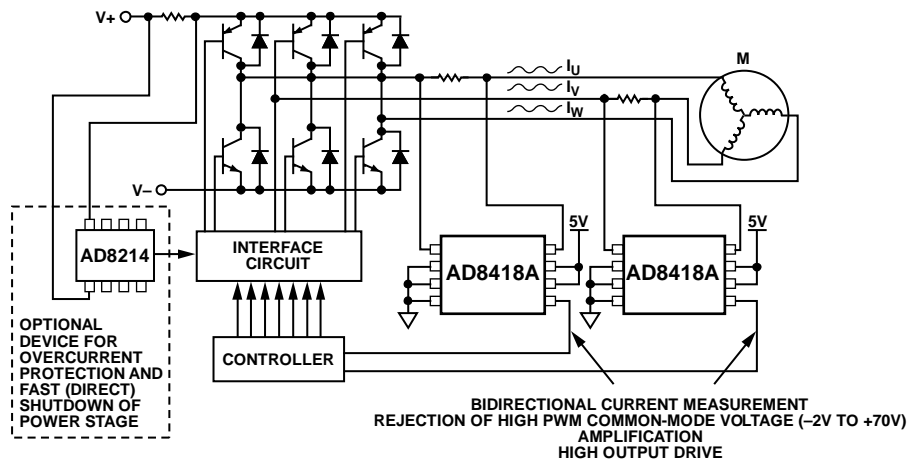 V+
M
I_U
I_V
I_W
V–
5V
5V
AD8214
INTERFACE
CIRCUIT
AD8418A
AD8418A
OPTIONAL
DEVICE FOR
OVERCURRENT
PROTECTION AND
FAST (DIRECT)
SHUTDOWN OF
POWER STAGE
CONTROLLER
BIDIRECTIONAL CURRENT MEASUREMENT
REJECTION OF HIGH PWM COMMON-MODE VOLTAGE (–2V TO +70V)
AMPLIFICATION
HIGH OUTPUT DRIVE